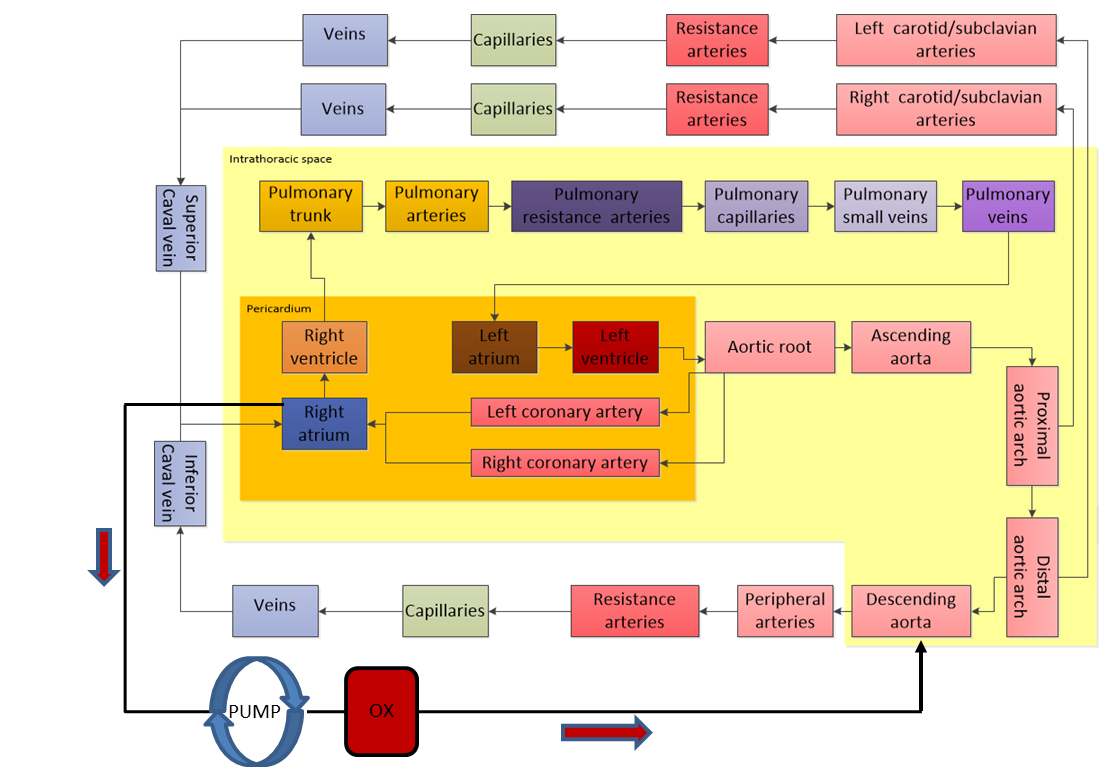 Veins
Capillaries
Resistance
arteries
Left carotid/subclavian
arteries
Veins
Capillaries
Resistance
arteries
Right carotid/subclavian
arteries
Intrathoracic space
Superior
Caval vein
Pulmonary
trunk
Pulmonary
arteries
Pulmonary
resistance arteries
Pulmonary
capillaries
Pulmonary
small veins
Pulmonary
veins
Pericardium
Right
ventricle
Left
atrium
Left
ventricle
Aortic root
Ascending
aorta
Right
atrium
Left coronary artery
Right coronary artery
Proximal
aortic arch
Inferior
Caval vein
Distal
aortic arch
Veins
Capillaries
Resistance
arteries
Peripheral
arteries
Descending
aorta
PUMP
OX